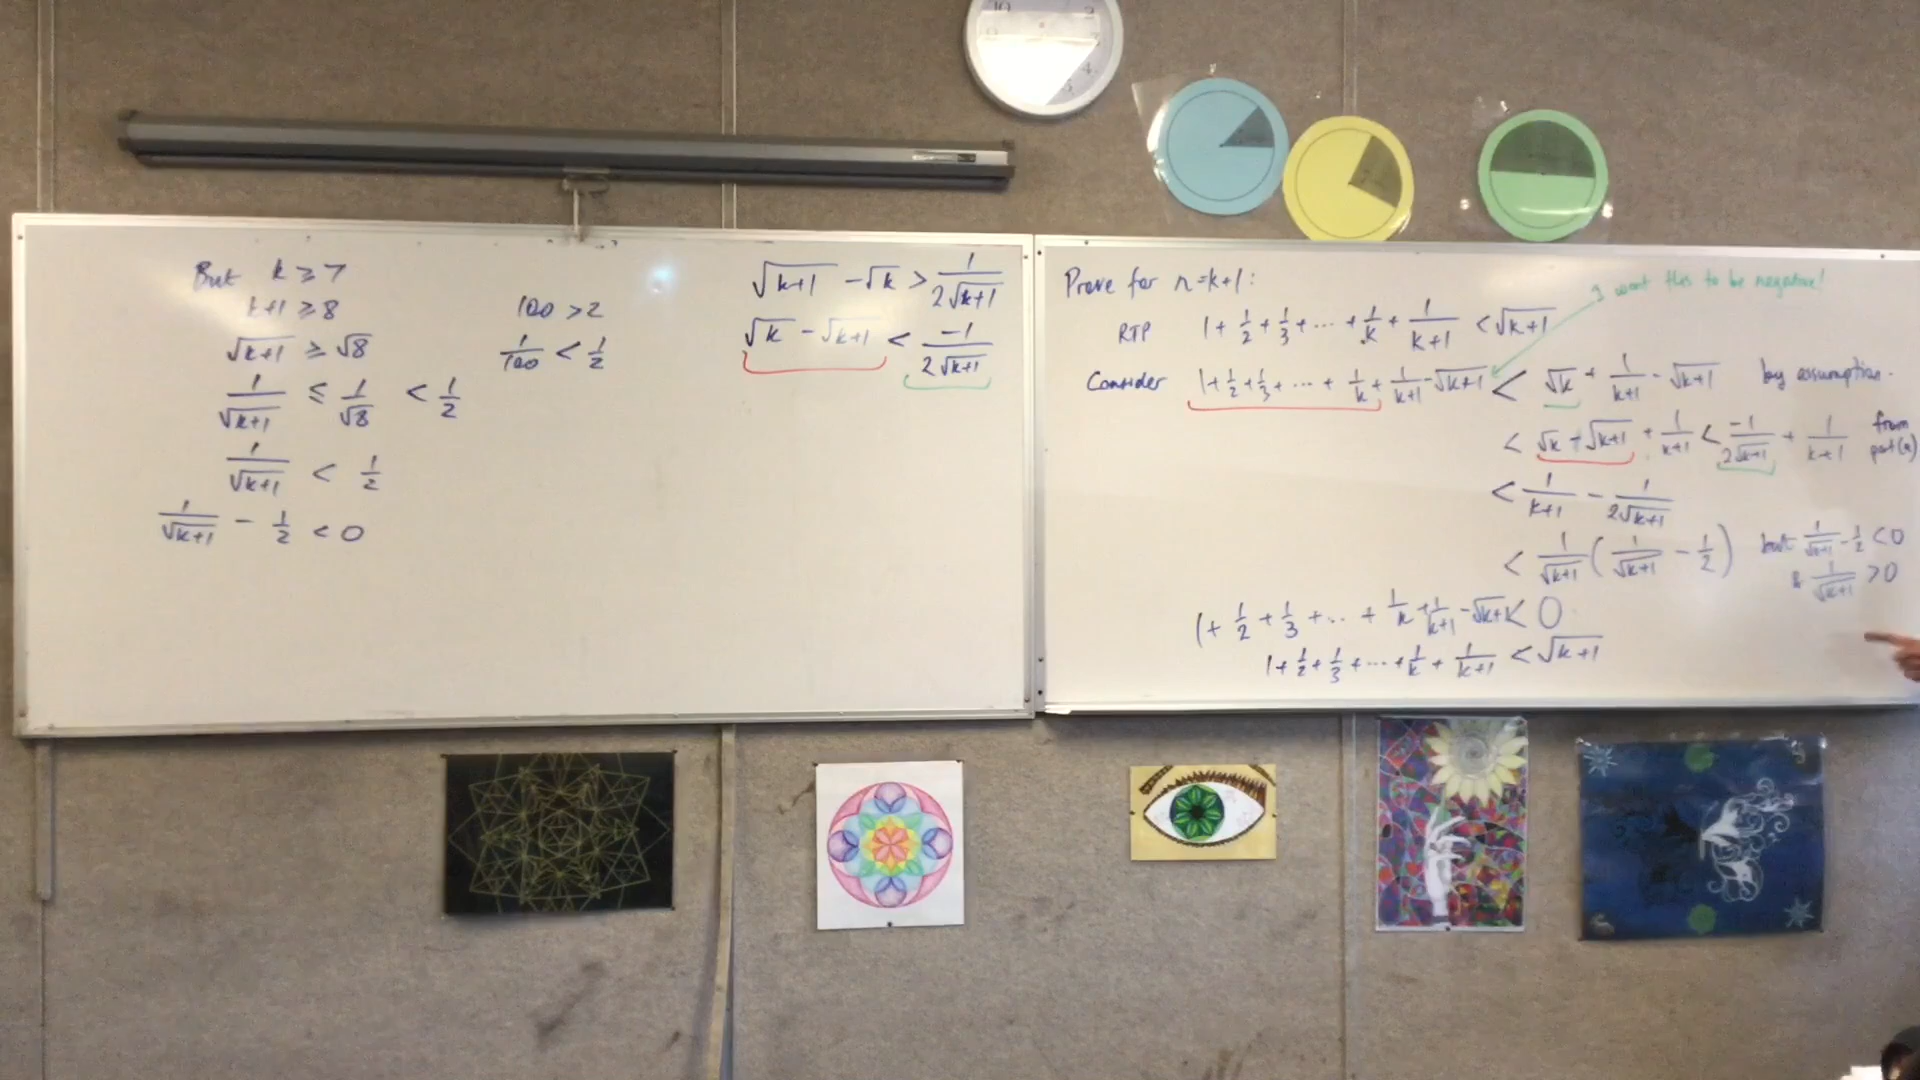 But k ≥ 7
k+1 ≥ 8
√(k+1) ≥ √8
1/√(k+1) ≤ 1/√8 < 1/2
1/√(k+1) < 1/2
1/√(k+1) - 1/2 < 0
100 > 2
1/100 < 1/2
√(k+1) - √k > 1/(2√(k+1))
√k - √(k+1) < -1/(2√(k+1))
Prove for n=k+1:
I want this to be negative!
RTP 1 + 1/2 + 1/3 + ... + 1/k + 1/(k+1) < √(k+1)
Consider 1 + 1/2 + 1/3 + ... + 1/k + 1/(k+1) - √(k+1) < √k + 1/(k+1) - √(k+1) by assumption.
< √k - √(k+1) + 1/(k+1) < -1/(2√(k+1)) + 1/(k+1) from part (a)
< 1/(k+1) - 1/(2√(k+1))
< 1/√(k+1) (1/√(k+1) - 1/2) but 1/√(k+1) - 1/2 < 0
& 1/√(k+1) > 0
1 + 1/2 + 1/3 + ... + 1/k + 1/(k+1) - √(k+1) < 0
1 + 1/2 + 1/3 + ... + 1/k + 1/(k+1) < √(k+1)